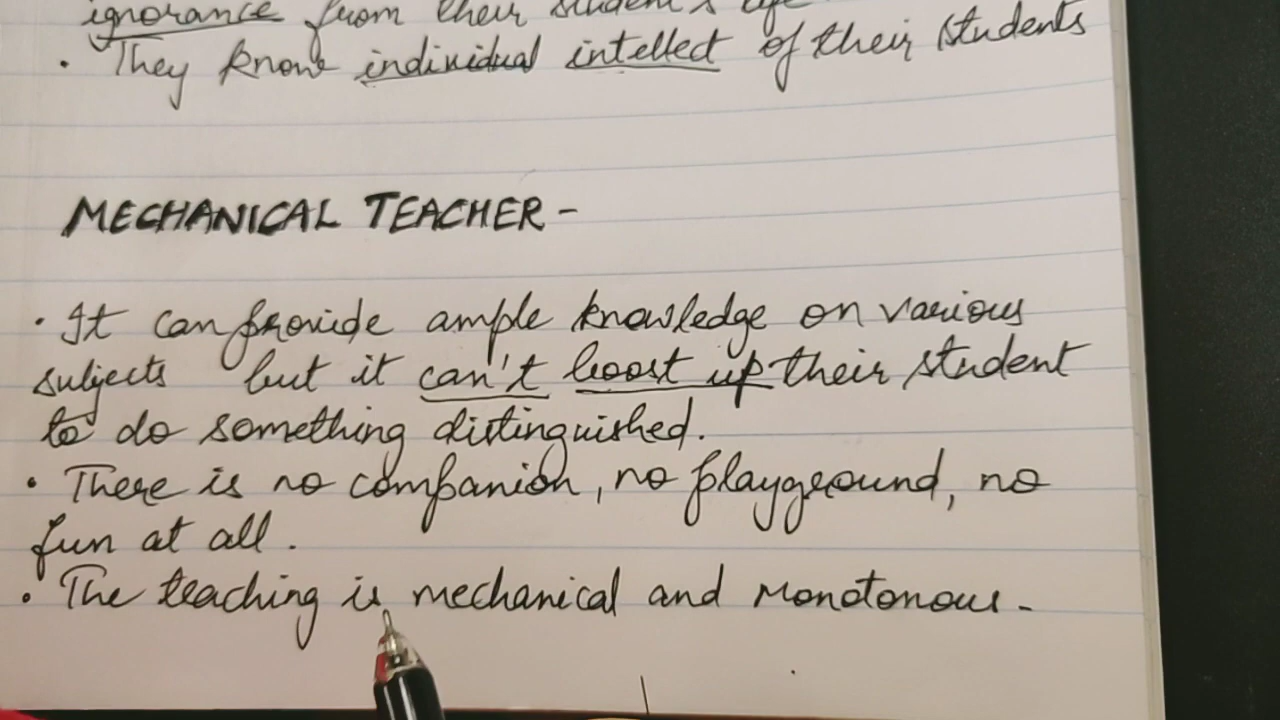 ignorance from their student's life
• They know individual intellect of their students
MECHANICAL TEACHER -
• It can provide ample knowledge on various
subjects but it can't boost up their student
to do something distinguished.
• There is no companion, no playground, no
fun at all.
• The teaching is mechanical and monotonous.